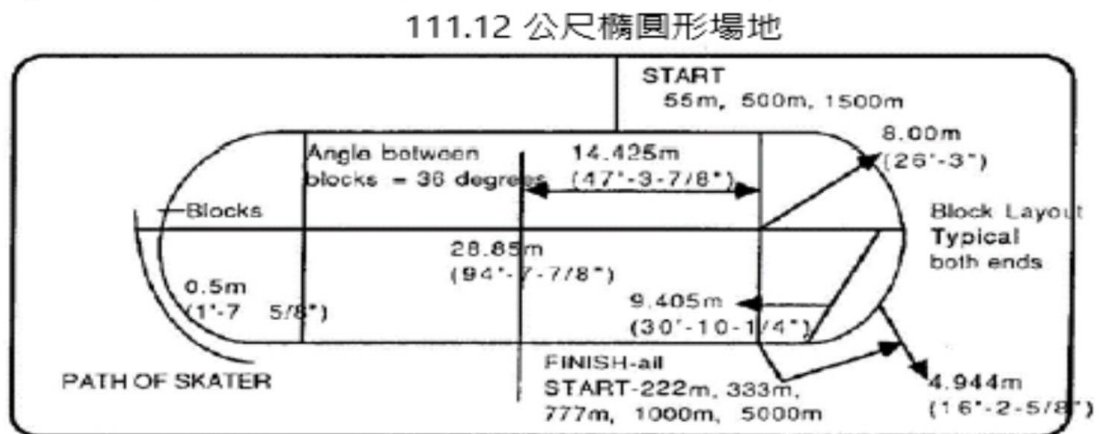 111.12 公尺橢圓形場地
START
55m, 500m, 1500m
8.00m
(26'-3")
Angle between
blocks = 36 degrees
14.425m
(47'-3-7/8")
Blocks
Block Layout
Typical
both ends
28.85m
(94'-7-7/8")
0.5m
(1'-7 5/8")
9.405m
(30'-10-1/4")
PATH OF SKATER
FINISH-all
START-222m, 333m,
777m, 1000m, 5000m
4.944m
(16'-2-5/8")